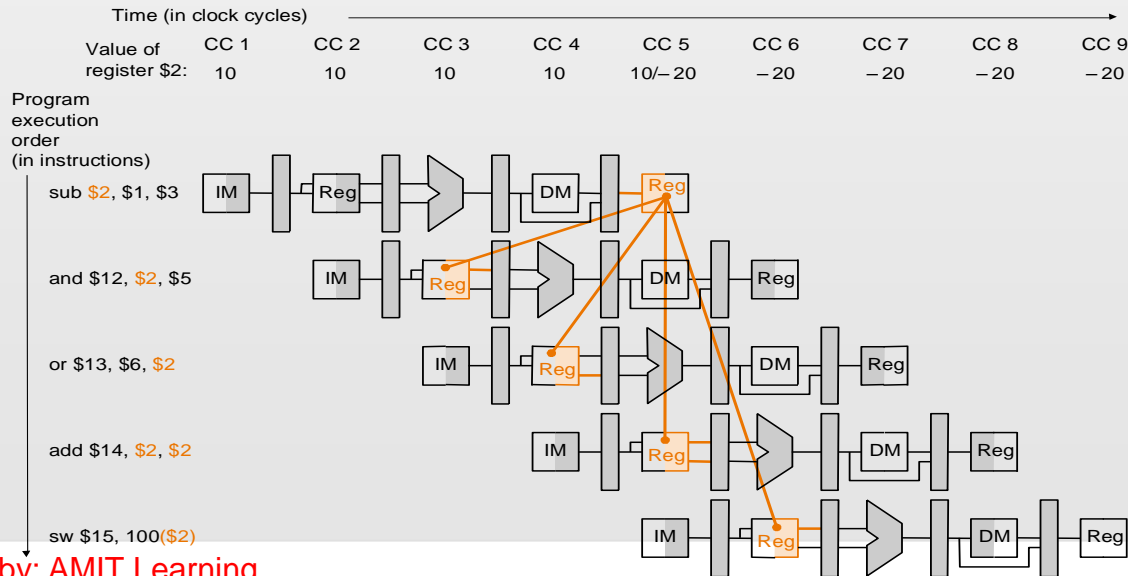 Time (in clock cycles)
CC 1 CC 2 CC 3 CC 4 CC 5 CC 6 CC 7 CC 8 CC 9
Value of
register $2: 10 10 10 10 10/–20 –20 –20 –20 –20
Program
execution
order
(in instructions)
sub $2, $1, $3 IM Reg DM Reg
and $12, $2, $5 IM Reg DM Reg
or $13, $6, $2 IM Reg DM Reg
add $14, $2, $2 IM Reg DM Reg
sw $15, 100($2) IM Reg DM Reg
by: AMIT Learning